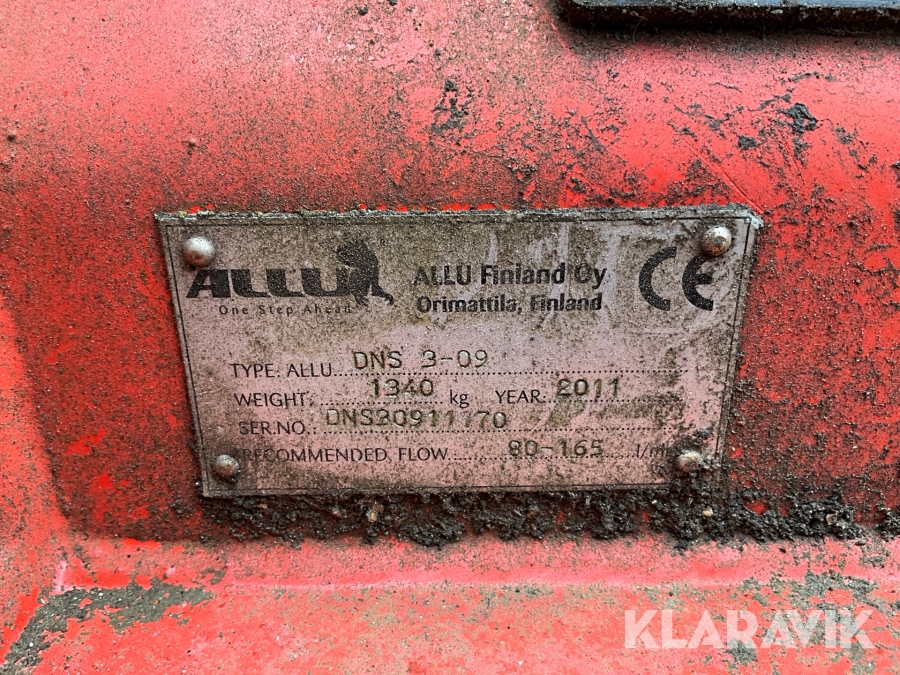 ALLU®
One Step Ahead
ALLU Finland Oy
Orimattila, Finland
CE
TYPE: ALLU DNS 3-09
WEIGHT. 1340 kg YEAR 2011
SER.NO.: DNS30911170
RECOMMENDED FLOW 80-165 l/min
KLARAVIK